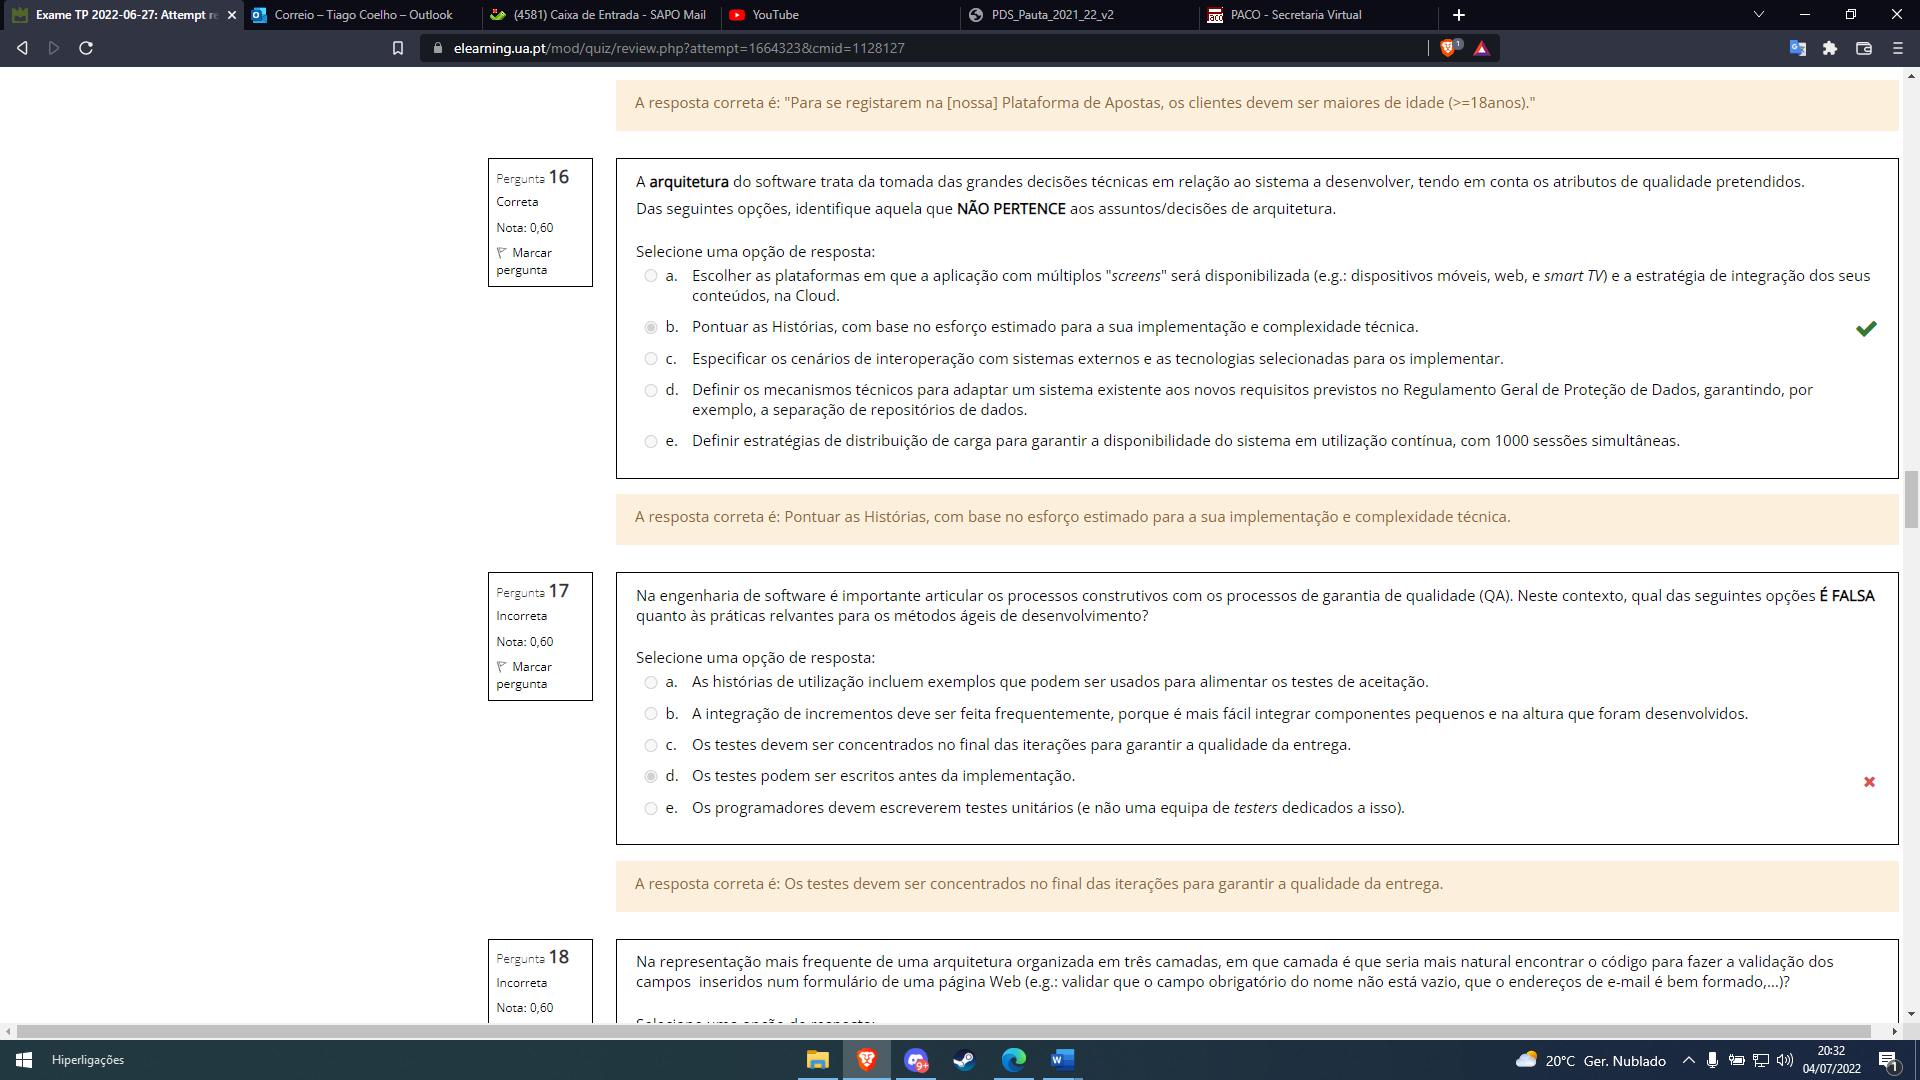 Exame TP 2022-06-27: Attempt re
Correio – Tiago Coelho – Outlook
(4581) Caixa de Entrada - SAPO Mail
YouTube
PDS_Pauta_2021_22_v2
PACO - Secretaria Virtual
elearning.ua.pt/mod/quiz/review.php?attempt=1664323&cmid=1128127
A resposta correta é: "Para se registarem na [nossa] Plataforma de Apostas, os clientes devem ser maiores de idade (>=18anos)."
Pergunta 16
Correta
Nota: 0,60
Marcar
pergunta
A arquitetura do software trata da tomada das grandes decisões técnicas em relação ao sistema a desenvolver, tendo em conta os atributos de qualidade pretendidos.
Das seguintes opções, identifique aquela que NÃO PERTENCE aos assuntos/decisões de arquitetura.
Selecione uma opção de resposta:
a. Escolher as plataformas em que a aplicação com múltiplos "screens" será disponibilizada (e.g.: dispositivos móveis, web, e smart TV) e a estratégia de integração dos seus
conteúdos, na Cloud.
b. Pontuar as Histórias, com base no esforço estimado para a sua implementação e complexidade técnica.
c. Especificar os cenários de interoperação com sistemas externos e as tecnologias selecionadas para os implementar.
d. Definir os mecanismos técnicos para adaptar um sistema existente aos novos requisitos previstos no Regulamento Geral de Proteção de Dados, garantindo, por
exemplo, a separação de repositórios de dados.
e. Definir estratégias de distribuição de carga para garantir a disponibilidade do sistema em utilização contínua, com 1000 sessões simultâneas.
A resposta correta é: Pontuar as Histórias, com base no esforço estimado para a sua implementação e complexidade técnica.
Pergunta 17
Incorreta
Nota: 0,60
Marcar
pergunta
Na engenharia de software é importante articular os processos construtivos com os processos de garantia de qualidade (QA). Neste contexto, qual das seguintes opções É FALSA
quanto às práticas relvantes para os métodos ágeis de desenvolvimento?
Selecione uma opção de resposta:
a. As histórias de utilização incluem exemplos que podem ser usados para alimentar os testes de aceitação.
b. A integração de incrementos deve ser feita frequentemente, porque é mais fácil integrar componentes pequenos e na altura que foram desenvolvidos.
c. Os testes devem ser concentrados no final das iterações para garantir a qualidade da entrega.
d. Os testes podem ser escritos antes da implementação.
e. Os programadores devem escreverem testes unitários (e não uma equipa de testers dedicados a isso).
A resposta correta é: Os testes devem ser concentrados no final das iterações para garantir a qualidade da entrega.
Pergunta 18
Incorreta
Nota: 0,60
Na representação mais frequente de uma arquitetura organizada em três camadas, em que camada é que seria mais natural encontrar o código para fazer a validação dos
campos inseridos num formulário de uma página Web (e.g.: validar que o campo obrigatório do nome não está vazio, que o endereços de e-mail é bem formado,...)?
Selecione uma opção de resposta:
Hiperligações
20°C Ger. Nublado
20:32
04/07/2022